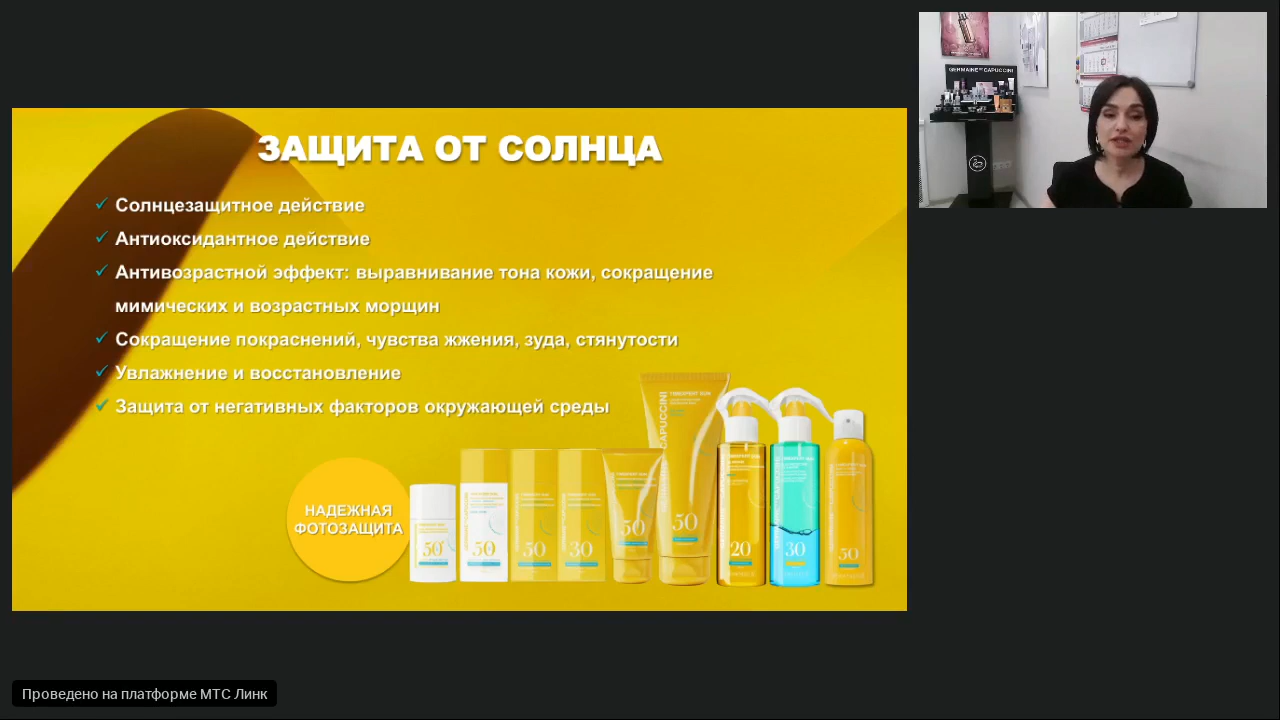 ЗАЩИТА ОТ СОЛНЦА
Солнцезащитное действие
Антиоксидантное действие
Антивозрастной эффект: выравнивание тона кожи, сокращение
мимических и возрастных морщин
Сокращение покраснений, чувства жжения, зуда, стянутости
Увлажнение и восстановление
Защита от негативных факторов окружающей среды
НАДЕЖНАЯ
ФОТОЗАЩИТА
50
50
50
30
50
50
20
30
50
CAPUCCINI
GERMAINE DE CAPUCCINI
Проведено на платформе МТС Линк